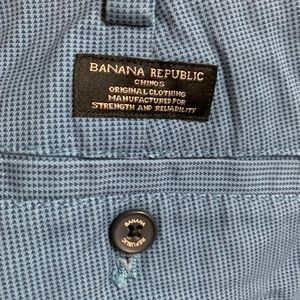 BANANA REPUBLIC
CHINOS
ORIGINAL CLOTHING
MANUFACTURED FOR
STRENGTH AND RELIABILITY
BANANA
REPUBLIC